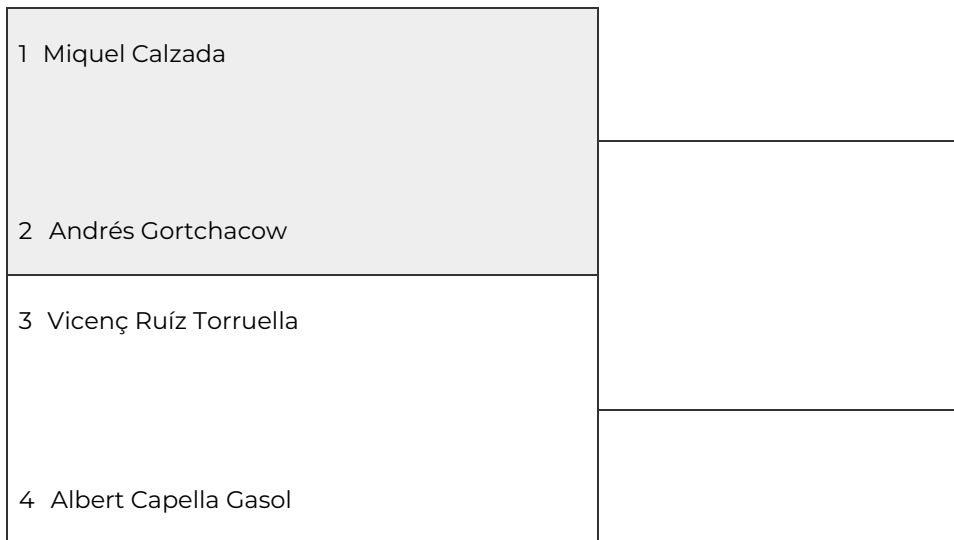 1 Miquel Calzada
2 Andrés Gortchacow
3 Vicenç Ruíz Torruella
4 Albert Capella Gasol